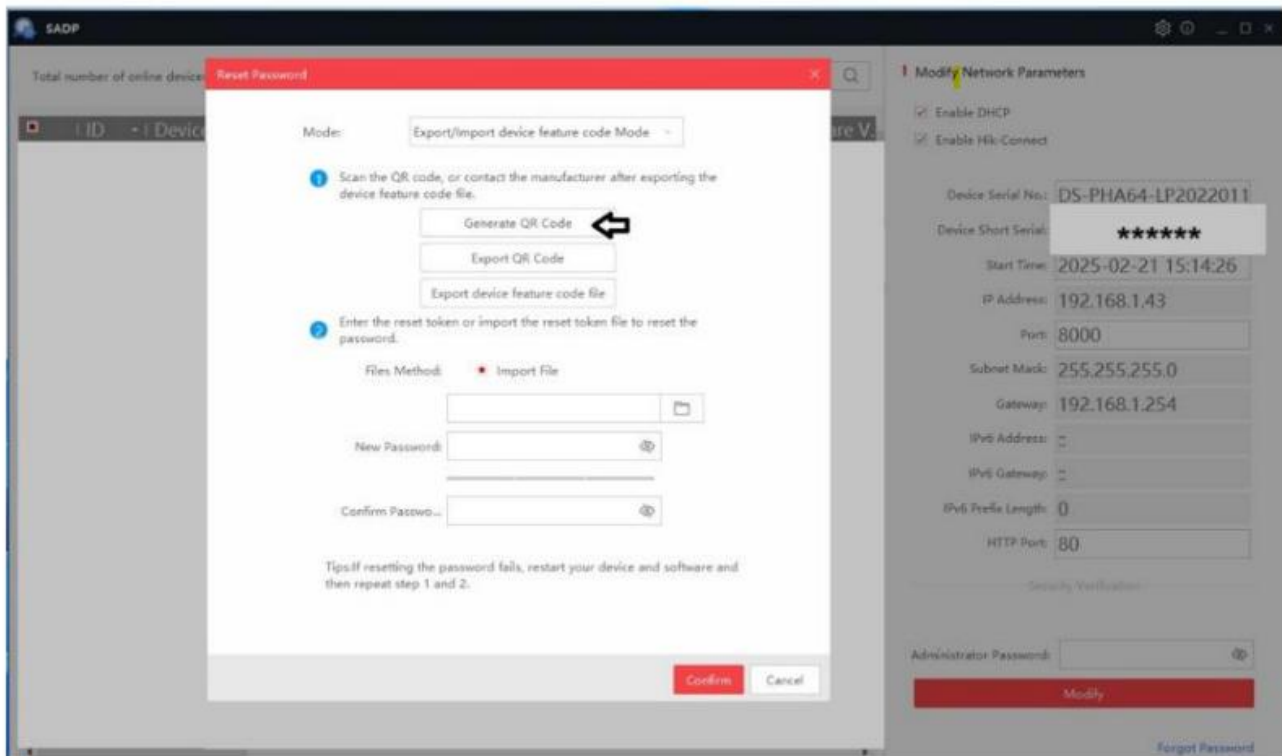 SADP
Total number of online device
Reset Password
ID
Device
are V.
Mode:
Export/Import device feature code Mode
1
Scan the QR code, or contact the manufacturer after exporting the
device feature code file.
Generate QR Code
Export QR Code
Export device feature code file
2
Enter the reset token or import the reset token file to reset the
password.
Files Method:
Import File
New Password:
Confirm Passwo...
Tips:If resetting the password fails, restart your device and software and
then repeat step 1 and 2.
Confirm
Cancel
Modify Network Parameters
Enable DHCP
Enable Hik-Connect
Device Serial No.: DS-PHA64-LP2022011
Device Short Serial: ******
Start Time: 2025-02-21 15:14:26
IP Address: 192.168.1.43
Port: 8000
Subnet Mask: 255.255.255.0
Gateway: 192.168.1.254
IPv6 Address: ::
IPv6 Gateway: ::
IPv6 Prefix Length: 0
HTTP Port: 80
Security Verification
Administrator Password:
Modify
Forgot Password